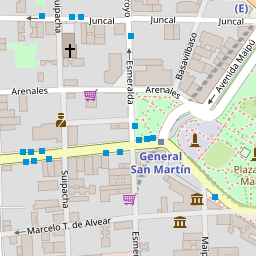 (E)
Juncal
Juncal
Suipacha
royo
Basavilbaso
Avenida Maipú
Esmeralda
Arenales
Arenales
General
San Martín
Plaza
Ma
Suipacha
Marcelo T. de Alvear
Esme
Maip